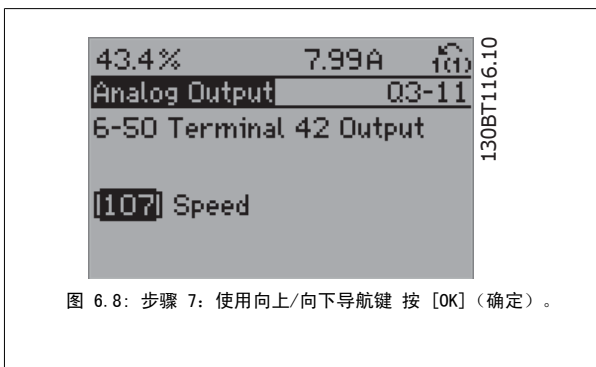 43.4% 7.99A 1(1)
Analog Output Q3-11
6-50 Terminal 42 Output
[107] Speed
130BT116.10
图 6.8: 步骤 7: 使用向上/向下导航键 按 [OK]（确定）。